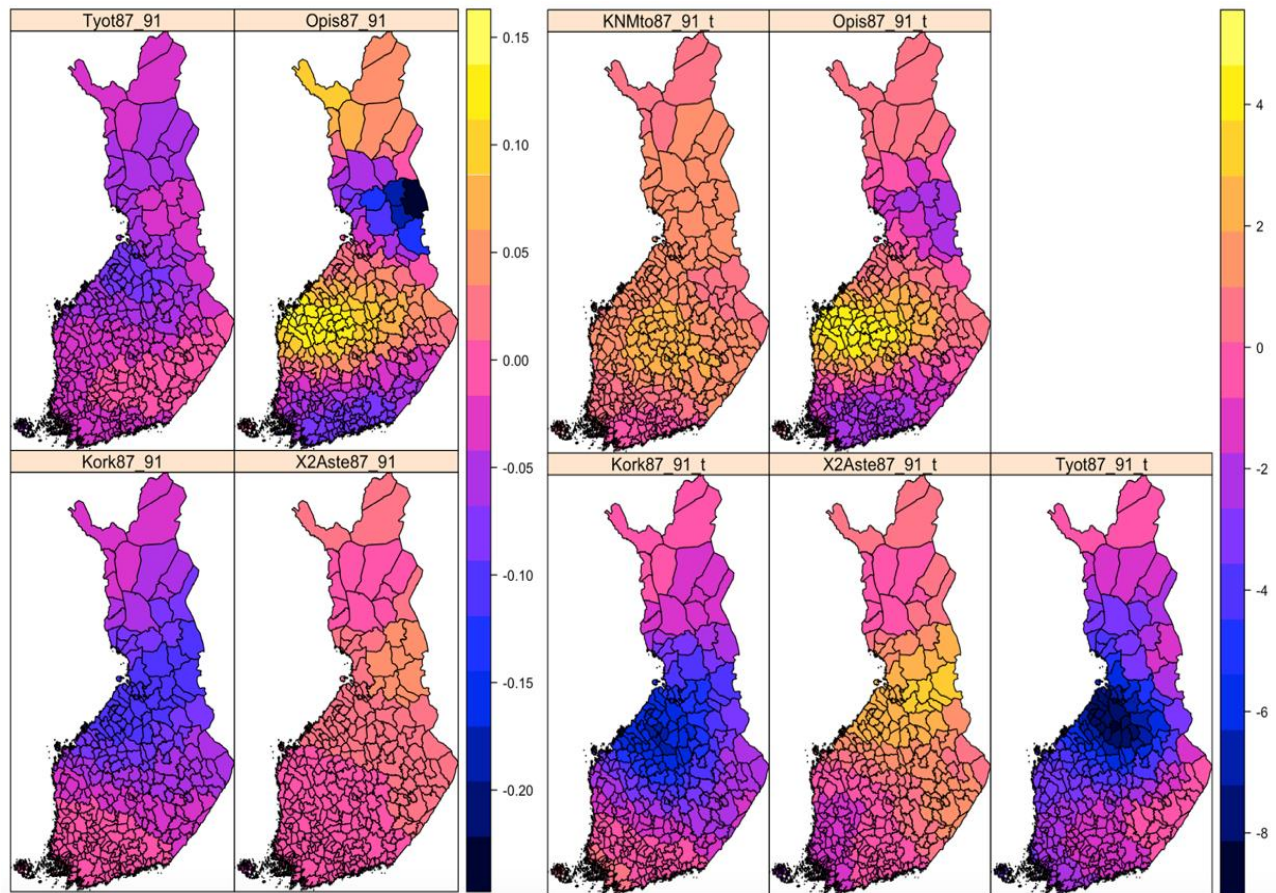 Tyot87_91
Opis87_91
Kork87_91
X2Aste87_91
0.15
0.10
0.05
0.00
-0.05
-0.10
-0.15
-0.20
KNMto87_91_t
Opis87_91_t
Kork87_91_t
X2Aste87_91_t
Tyot87_91_t
4
2
0
-2
-4
-6
-8